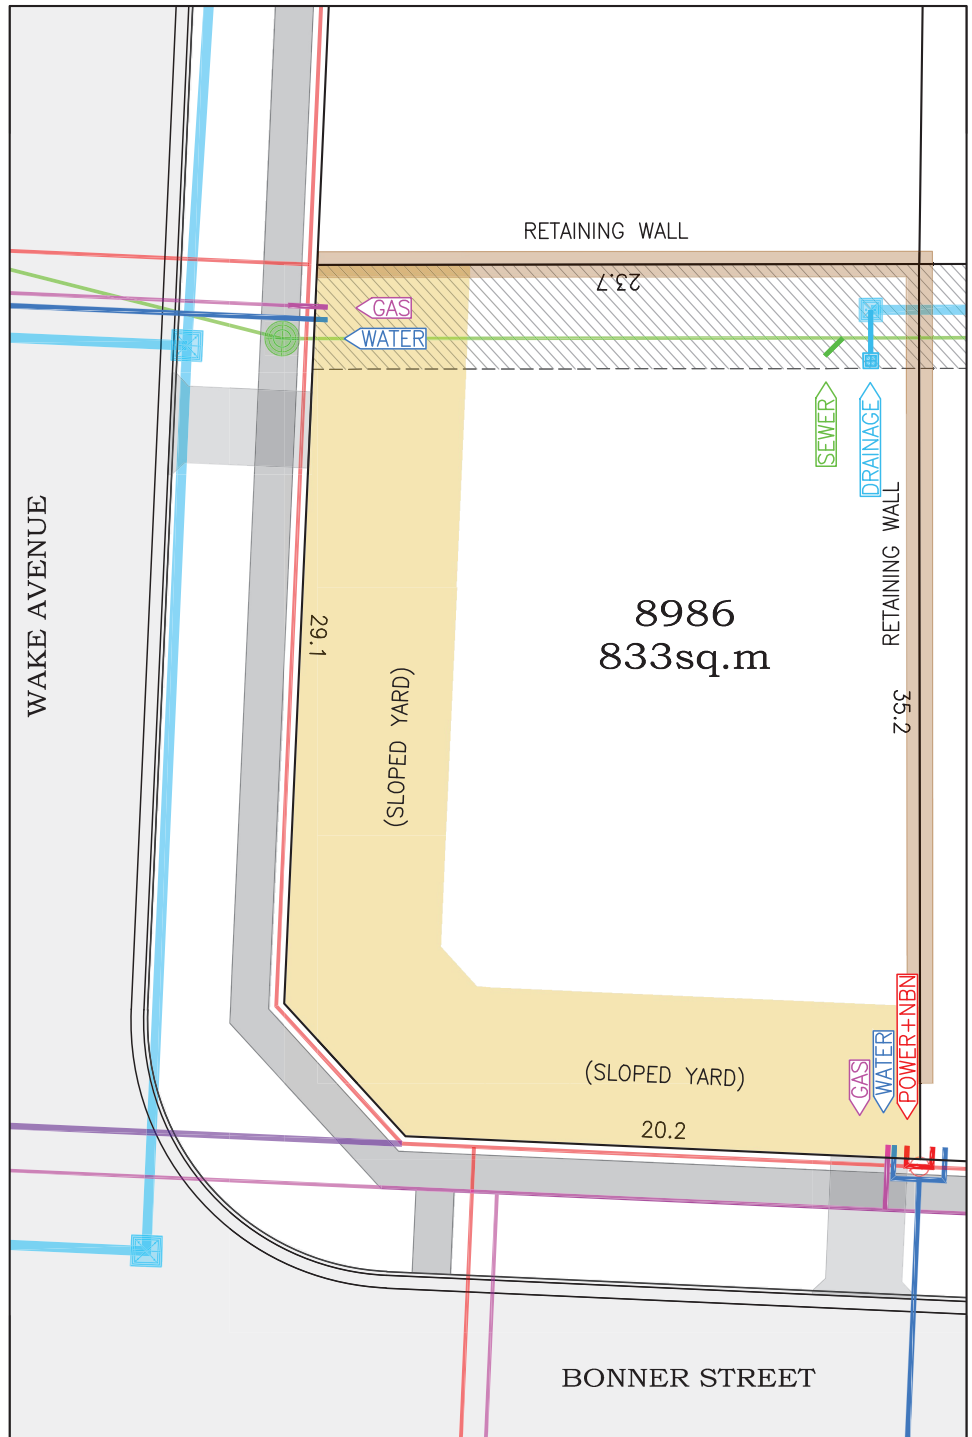 RETAINING WALL
23.7
GAS
WATER
SEWER
DRAINAGE
RETAINING WALL
WAKE AVENUE
8986
833sq.m
29.1
(SLOPED YARD)
35.2
POWER+NBN
WATER
GAS
(SLOPED YARD)
20.2
BONNER STREET